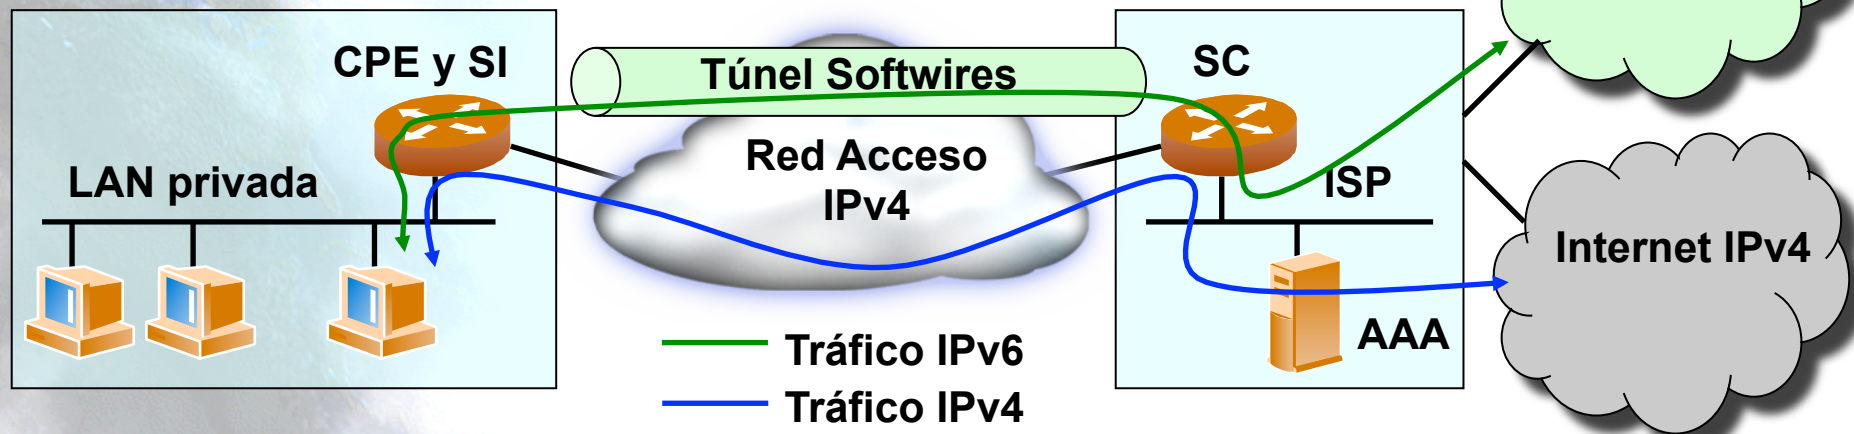 CPE y SI
Túnel Softwires
SC
Red Acceso
IPv4
LAN privada
ISP
Internet IPv4
AAA
Tráfico IPv6
Tráfico IPv4